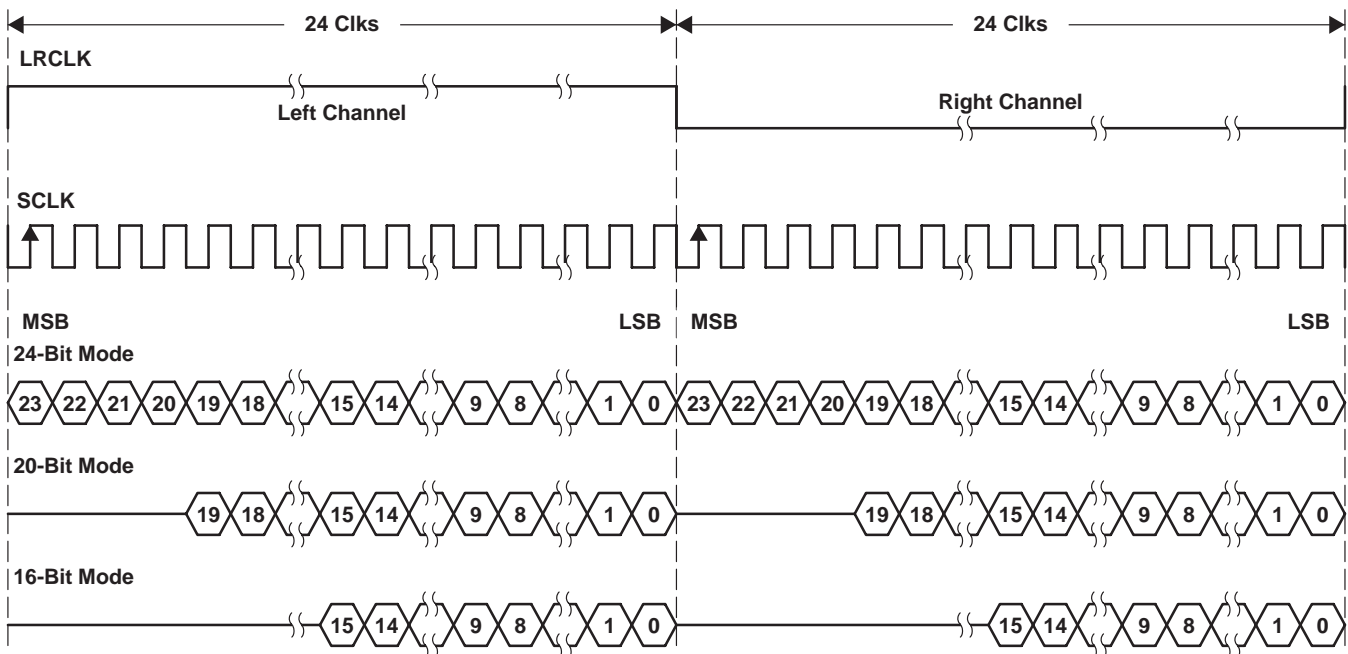 24 Clks 24 Clks
LRCLK
Left Channel Right Channel
SCLK
MSB LSB MSB LSB
24-Bit Mode
23 22 21 20 19 18 15 14 9 8 1 0 23 22 21 20 19 18 15 14 9 8 1 0
20-Bit Mode
19 18 15 14 9 8 1 0 19 18 15 14 9 8 1 0
16-Bit Mode
15 14 9 8 1 0 15 14 9 8 1 0